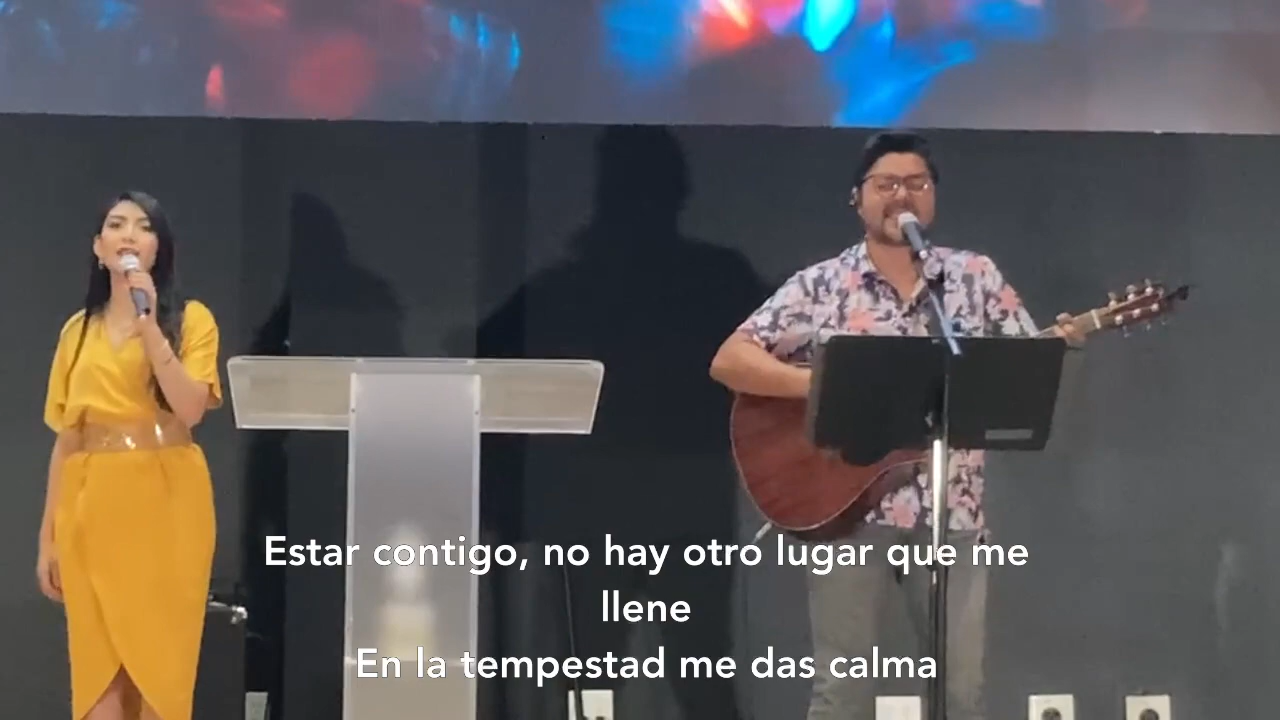 Estar contigo, no hay otro lugar que me
llene
En la tempestad me das calma